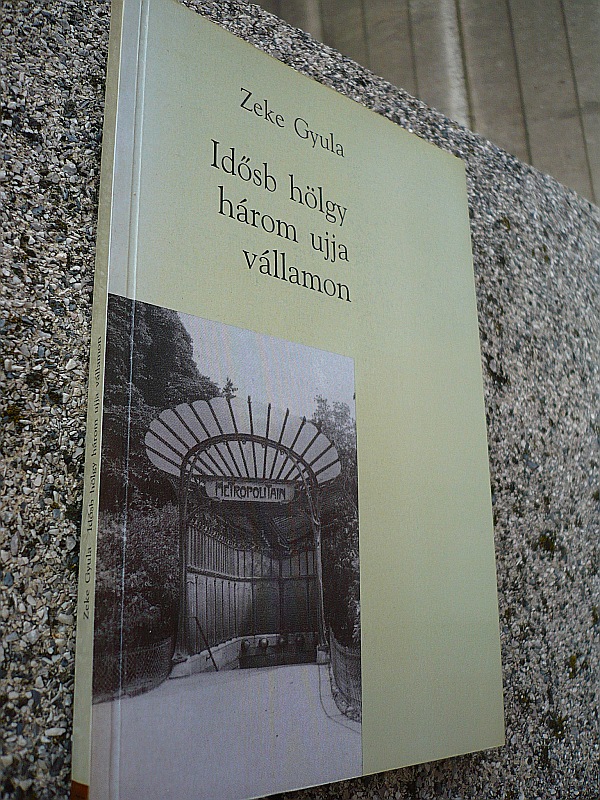 Zeke Gyula
Idősb hölgy
három ujja
vállamon
METROPOLITAIN
Zeke Gyula Idősb hölgy három ujja vállamon